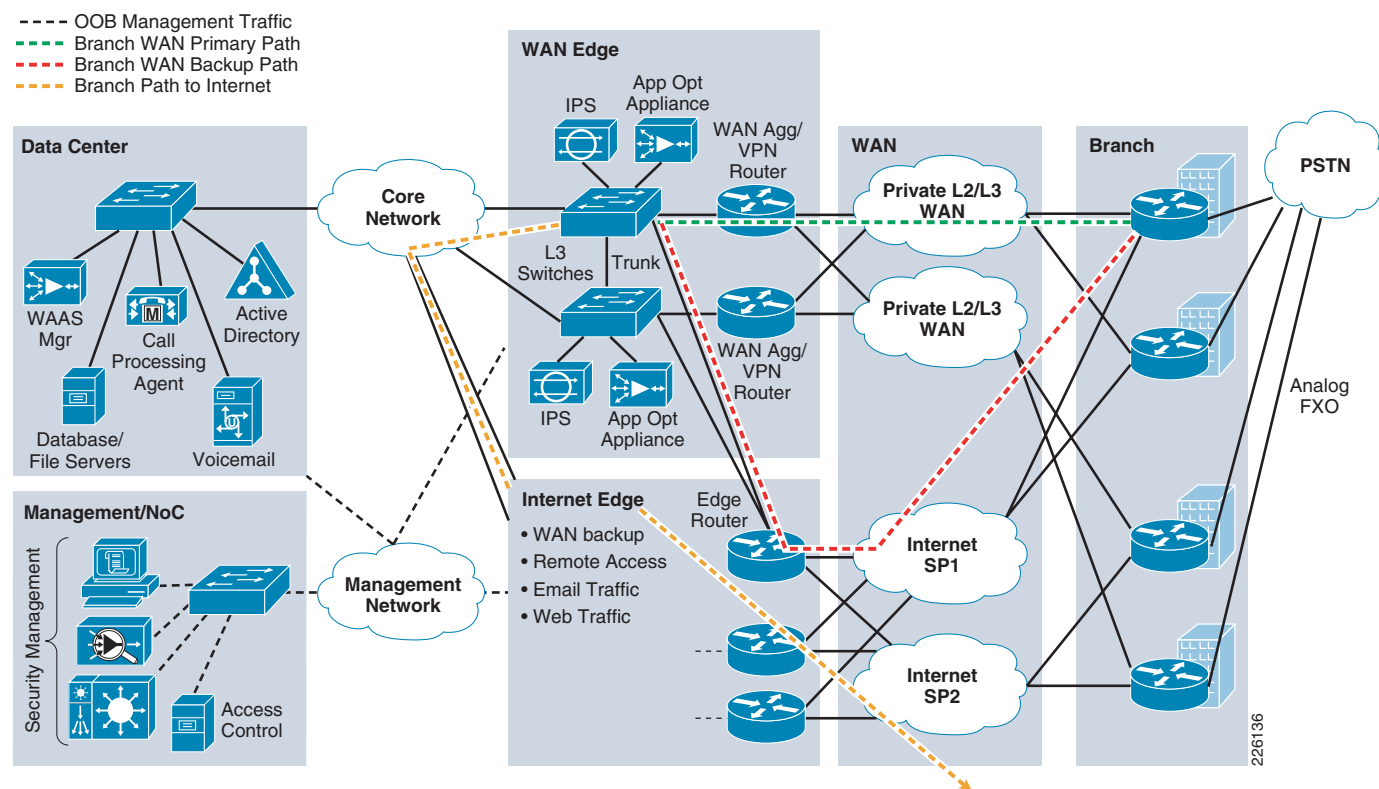 OOB Management Traffic
Branch WAN Primary Path
Branch WAN Backup Path
Branch Path to Internet
Data Center
WAAS
Mgr
Call
Processing
Agent
Active
Directory
Database/
File Servers
Voicemail
Core
Network
WAN Edge
IPS
App Opt
Appliance
WAN Agg/
VPN
Router
L3
Switches
Trunk
IPS
App Opt
Appliance
WAN Agg/
VPN
Router
WAN
Private L2/L3
WAN
Private L2/L3
WAN
Branch
PSTN
Analog
FXO
Management/NoC
Security Management
Access
Control
Management
Network
Internet Edge
• WAN backup
• Remote Access
• Email Traffic
• Web Traffic
Edge
Router
Internet
SP1
Internet
SP2
M
226136